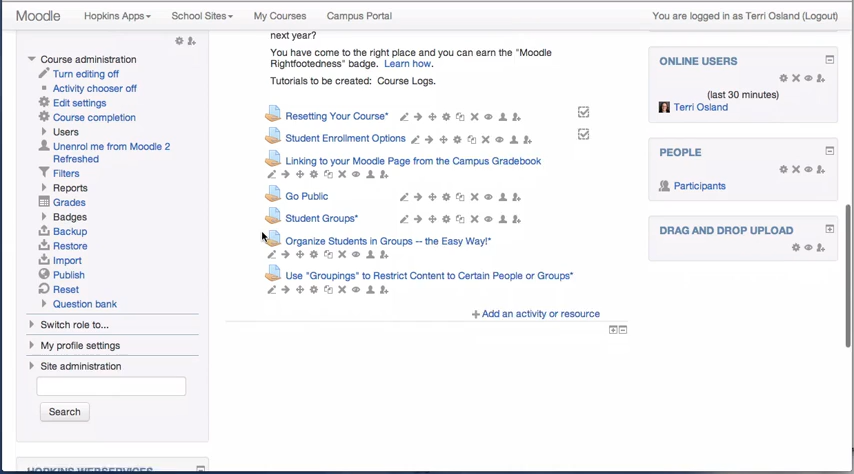 Moodle
Hopkins Apps
School Sites
My Courses
Campus Portal
You are logged in as Terri Osland (Logout)
Course administration
Turn editing off
Activity chooser off
Edit settings
Course completion
Users
Unenrol me from Moodle 2
Refreshed
Filters
Reports
Grades
Badges
Backup
Restore
Import
Publish
Reset
Question bank
Switch role to...
My profile settings
Site administration
Search
HOPKINS WEBSERVICES
next year?
You have come to the right place and you can earn the "Moodle
Rightfootedness" badge. Learn how.
Tutorials to be created: Course Logs.
Resetting Your Course*
Student Enrollment Options
Linking to your Moodle Page from the Campus Gradebook
Go Public
Student Groups*
Organize Students in Groups -- the Easy Way!*
Use "Groupings" to Restrict Content to Certain People or Groups*
Add an activity or resource
ONLINE USERS
(last 30 minutes)
Terri Osland
PEOPLE
Participants
DRAG AND DROP UPLOAD